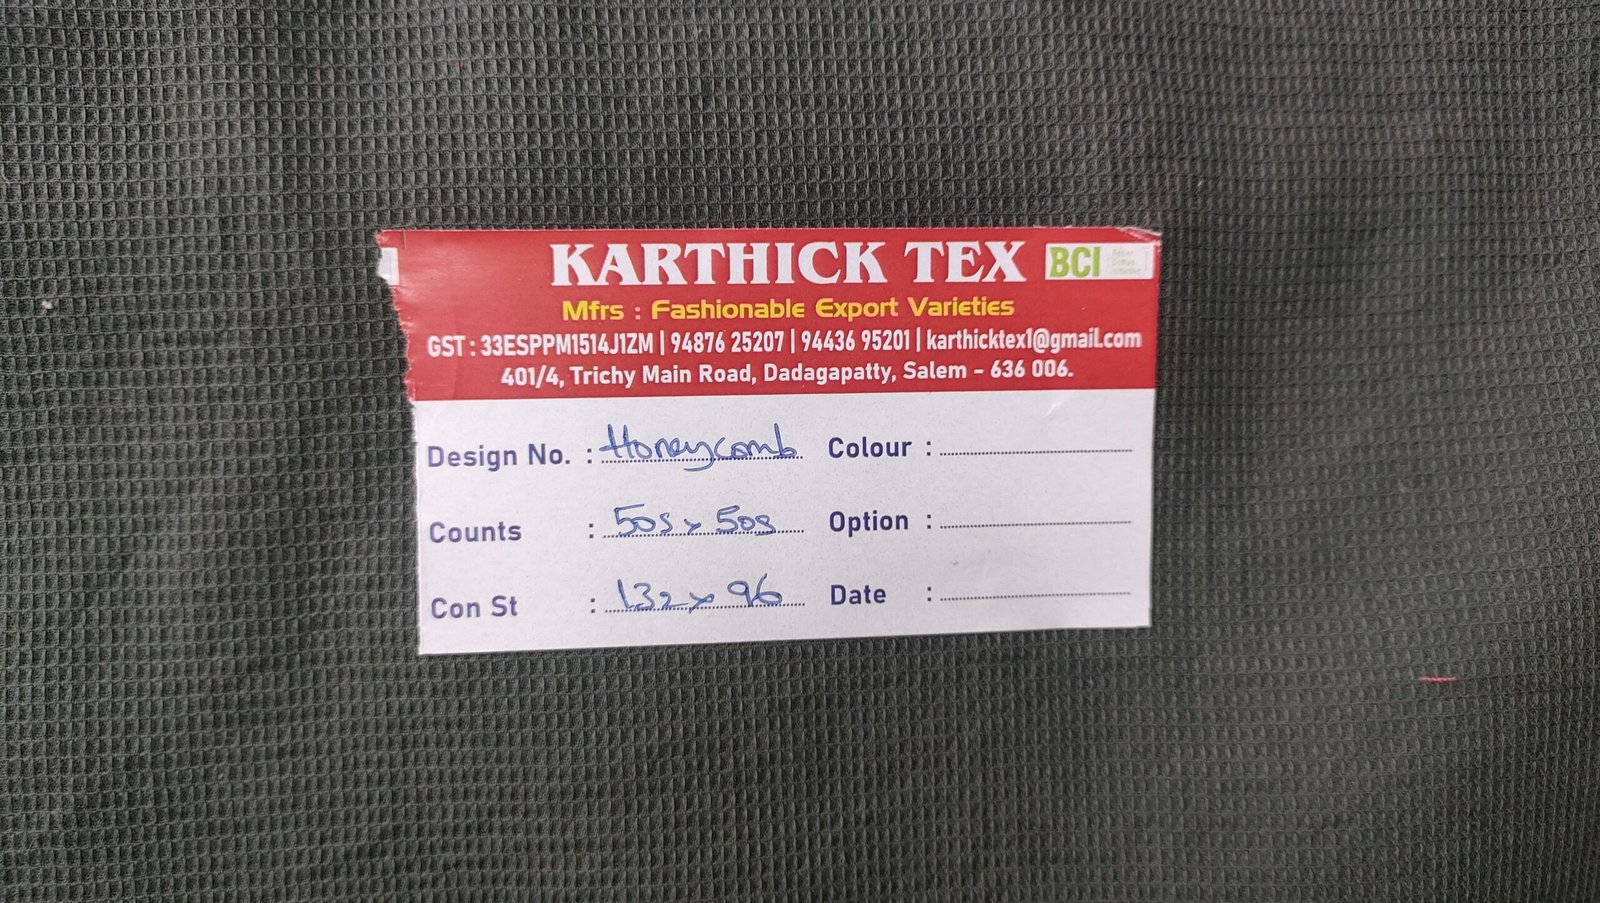 KARTHICK TEX BCI
Mfrs : Fashionable Export Varieties
GST : 33ESPPM1514J1ZM | 94876 25207 | 94436 95201 | karthicktex1@gmail.com
401/4, Trichy Main Road, Dadagapatty, Salem - 636 006.
Design No. : Honeycomb Colour :
Counts : 50s x 50s Option :
Con St : 132 x 96 Date :